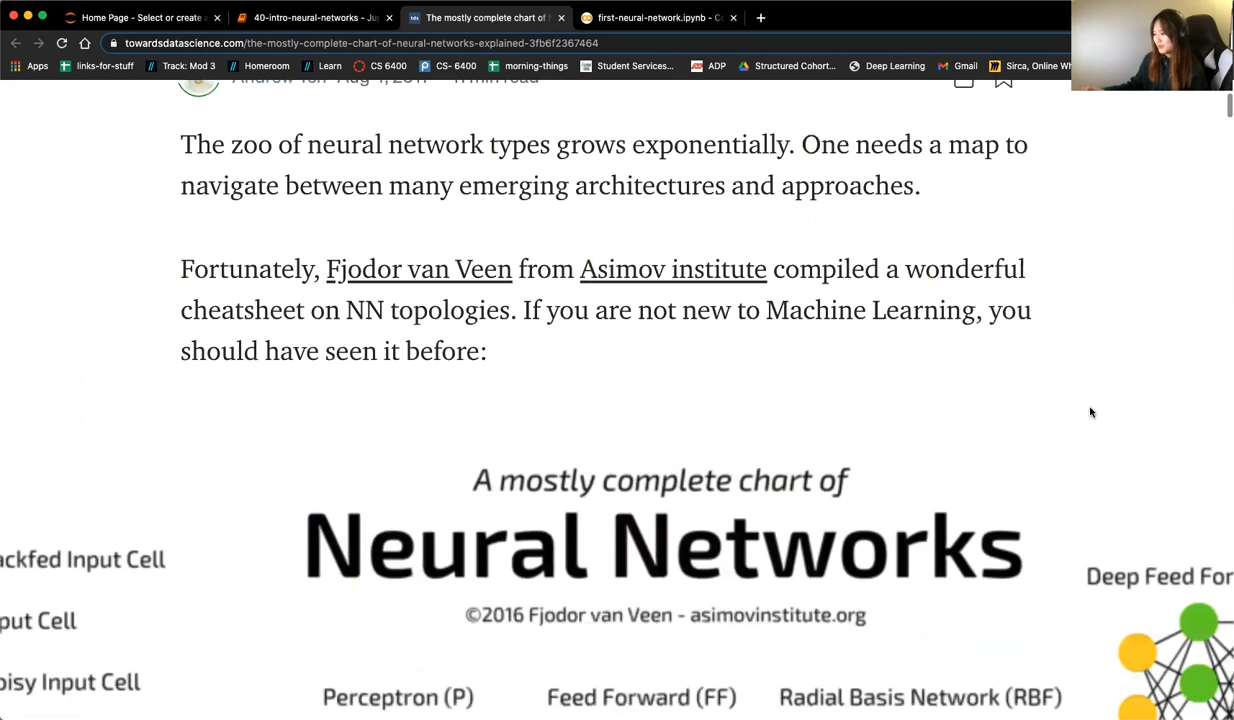 Home Page - Select or create a
40-intro-neural-networks - Ju
The mostly complete chart of
first-neural-network.ipynb - C
towardsdatascience.com/the-mostly-complete-chart-of-neural-networks-explained-3fb6f2367464
Apps
links-for-stuff
Track: Mod 3
Homeroom
Learn
CS 6400
CS- 6400
morning-things
Student Services...
ADP
Structured Cohort...
Deep Learning
Gmail
Sirca, Online Wh
The zoo of neural network types grows exponentially. One needs a map to
navigate between many emerging architectures and approaches.
Fortunately, Fjodor van Veen from Asimov institute compiled a wonderful
cheatsheet on NN topologies. If you are not new to Machine Learning, you
should have seen it before:
A mostly complete chart of
Neural Networks
©2016 Fjodor van Veen - asimovinstitute.org
ackfed Input Cell
put Cell
oisy Input Cell
Deep Feed For
Perceptron (P)
Feed Forward (FF)
Radial Basis Network (RBF)